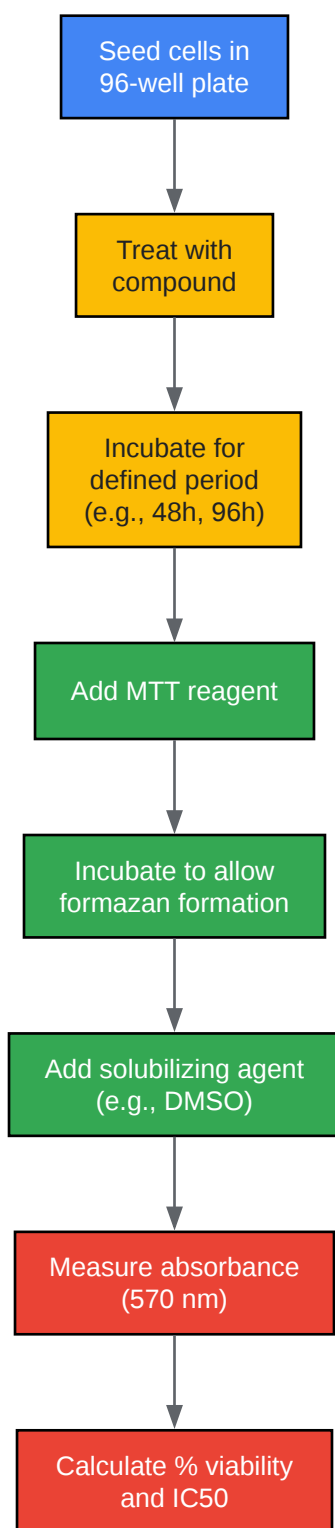 Seed cells in
96-well plate
Treat with
compound
Incubate for
defined period
(e.g., 48h, 96h)
Add MTT reagent
Incubate to allow
formazan formation
Add solubilizing agent
(e.g., DMSO)
Measure absorbance
(570 nm)
Calculate % viability
and IC50